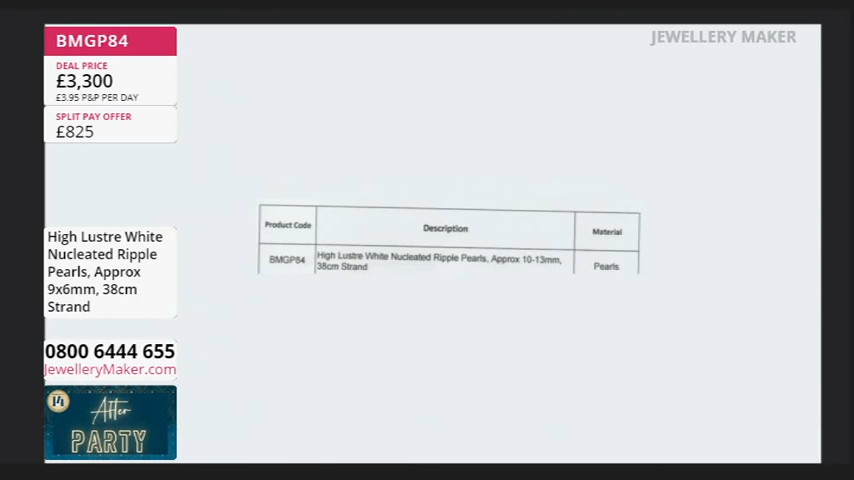 BMGP84
DEAL PRICE
£3,300
£3.95 P&P PER DAY
SPLIT PAY OFFER
£825
JEWELLERY MAKER
Product Code Description Material
BMGP84 High Lustre White Nucleated Ripple Pearls, Approx 10-13mm, Pearls
38cm Strand
High Lustre White
Nucleated Ripple
Pearls, Approx
9x6mm, 38cm
Strand
0800 6444 655
JewelleryMaker.com
14
After
PARTY